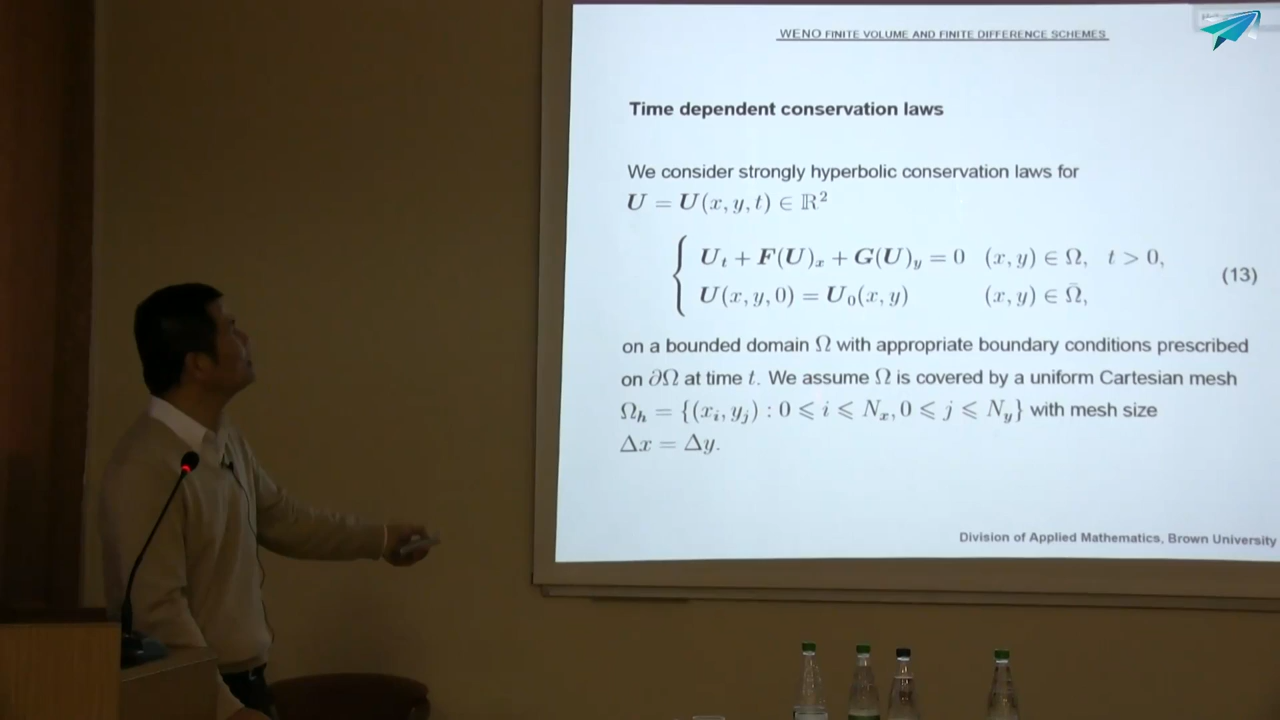 WENO FINITE VOLUME AND FINITE DIFFERENCE SCHEMES
Time dependent conservation laws
We consider strongly hyperbolic conservation laws for
U = U(x, y, t) ∈ ℝ²
U_t + F(U)_x + G(U)_y = 0 (x, y) ∈ Ω, t > 0,
U(x, y, 0) = U₀(x, y) (x, y) ∈ Ω̄,
(13)
on a bounded domain Ω with appropriate boundary conditions prescribed
on ∂Ω at time t. We assume Ω is covered by a uniform Cartesian mesh
Ω_h = {(x_i, y_j) : 0 ⩽ i ⩽ N_x, 0 ⩽ j ⩽ N_y} with mesh size
Δx = Δy.
Division of Applied Mathematics, Brown University